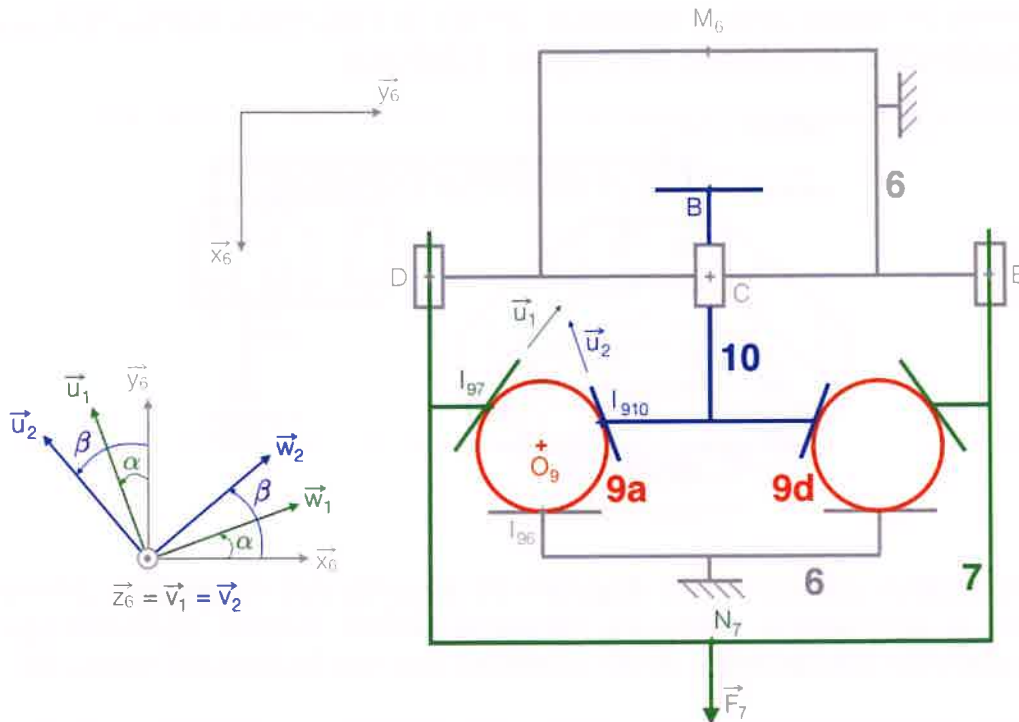 M₆
y₆
x₆
6
B
D
C
E
u₁
u₂
10
I₉₇
I₉₁₀
O₉
9a
9d
I₉₆
6
7
N₇
F₇
y₆
u₁
u₂
β
α
w₂
β
w₁
α
x₆
z₆ = v₁ = v₂